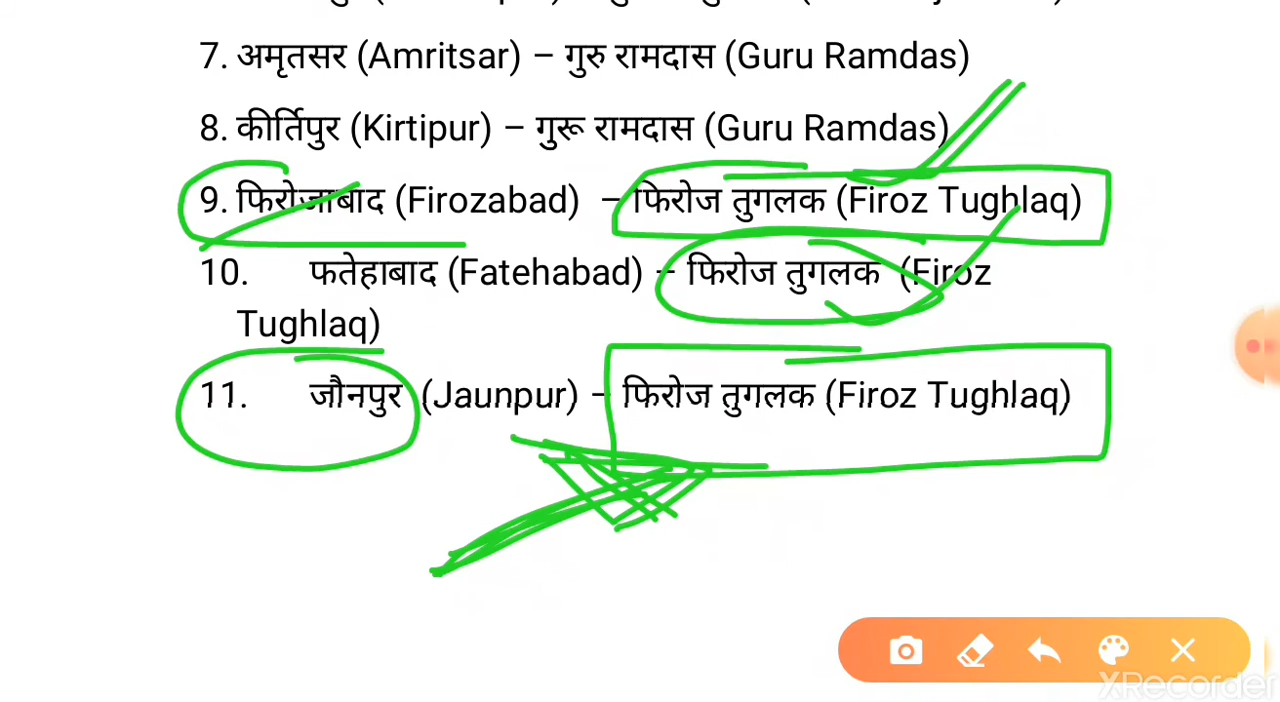 7. अमृतसर (Amritsar) – गुरु रामदास (Guru Ramdas)
8. कीर्तिपुर (Kirtipur) – गुरू रामदास (Guru Ramdas)
9. फिरोजाबाद (Firozabad) – फिरोज तुगलक (Firoz Tughlaq)
10. फतेहाबाद (Fatehabad) – फिरोज तुगलक (Firoz
Tughlaq)
11. जौनपुर (Jaunpur) – फिरोज तुगलक (Firoz Tughlaq)
XRecorder